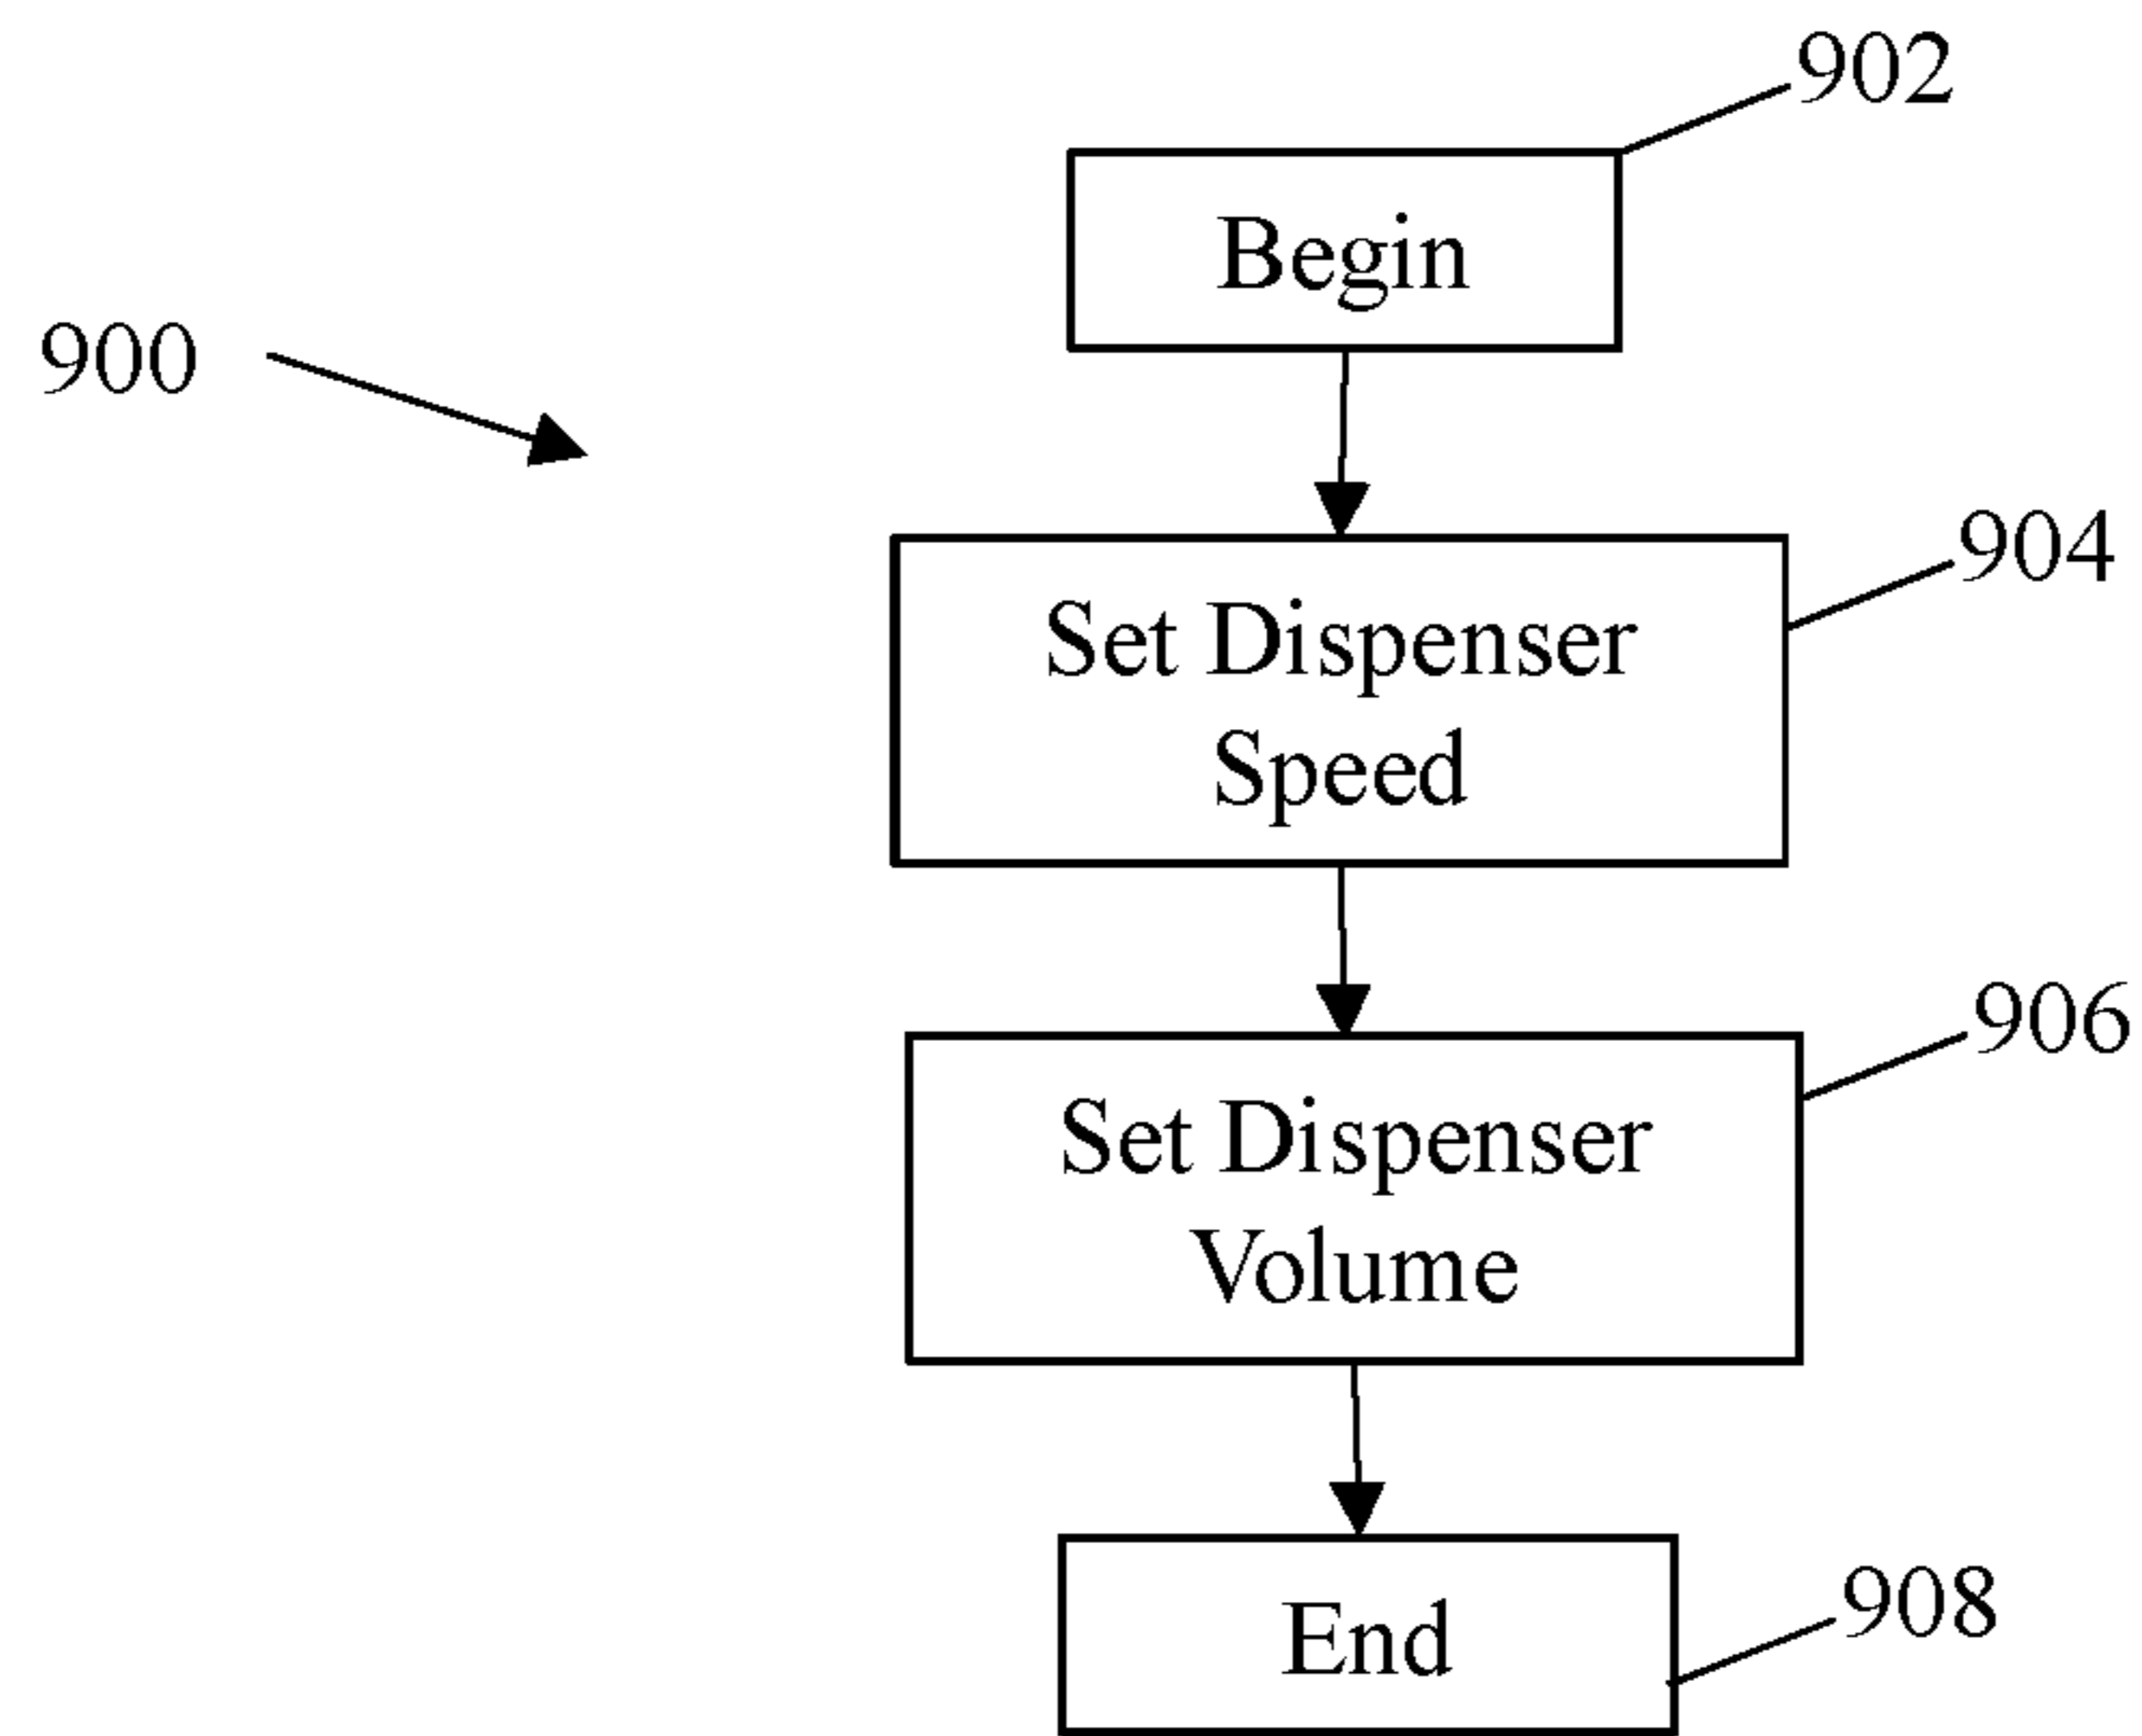 902
Begin
900
904
Set Dispenser
Speed
906
Set Dispenser
Volume
908
End